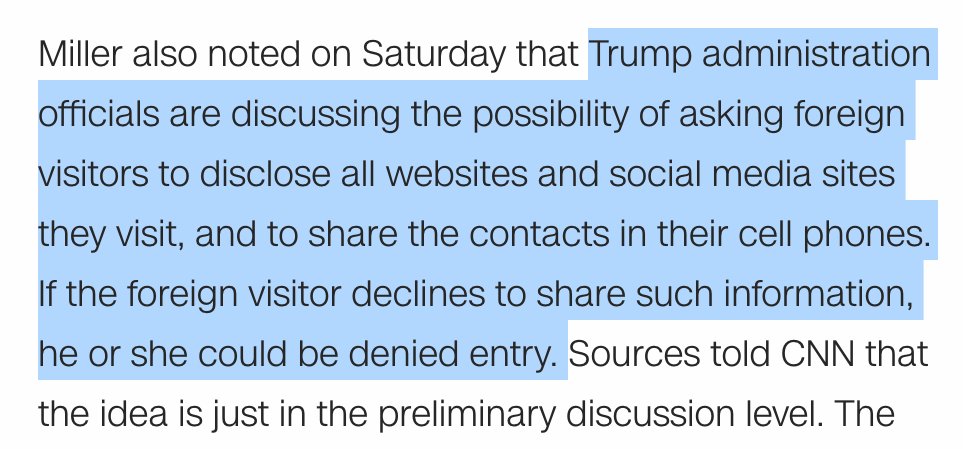 Miller also noted on Saturday that Trump administration
officials are discussing the possibility of asking foreign
visitors to disclose all websites and social media sites
they visit, and to share the contacts in their cell phones.
If the foreign visitor declines to share such information,
he or she could be denied entry. Sources told CNN that
the idea is just in the preliminary discussion level. The